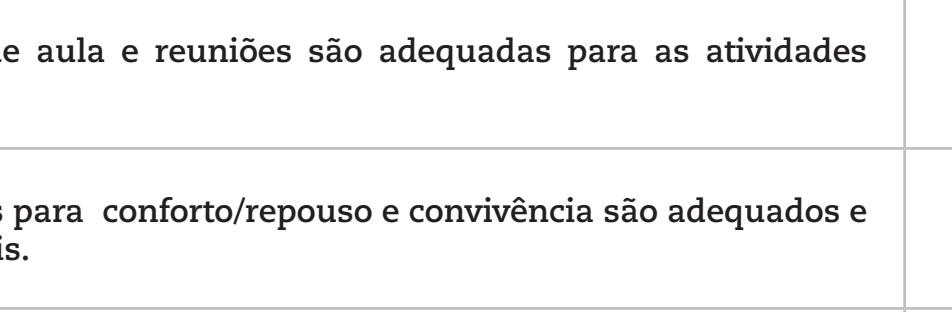 aula e reuniões são adequadas para as atividades
para conforto/repouso e convivência são adequados e
is.